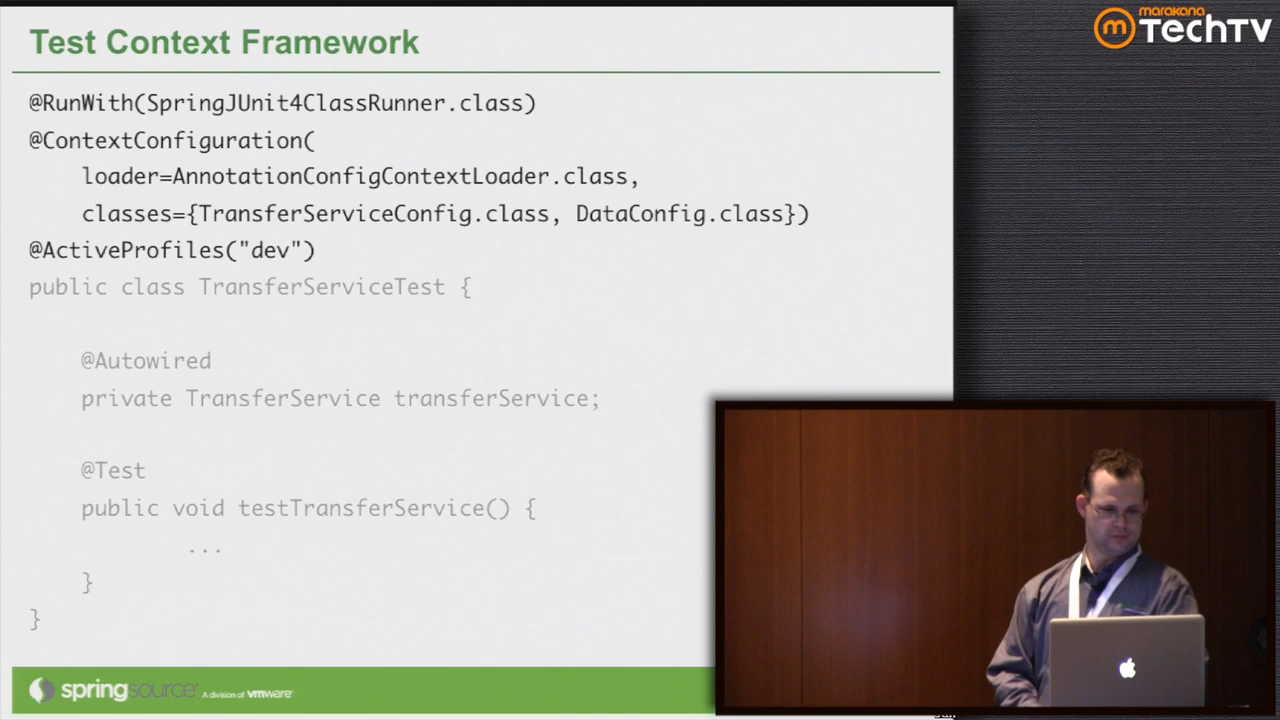 Test Context Framework
marakana
TechTV
@RunWith(SpringJUnit4ClassRunner.class)
@ContextConfiguration(
loader=AnnotationConfigContextLoader.class,
classes={TransferServiceConfig.class, DataConfig.class})
@ActiveProfiles("dev")
public class TransferServiceTest {
@Autowired
private TransferService transferService;
@Test
public void testTransferService() {
...
}
}
springsource A division of vmware